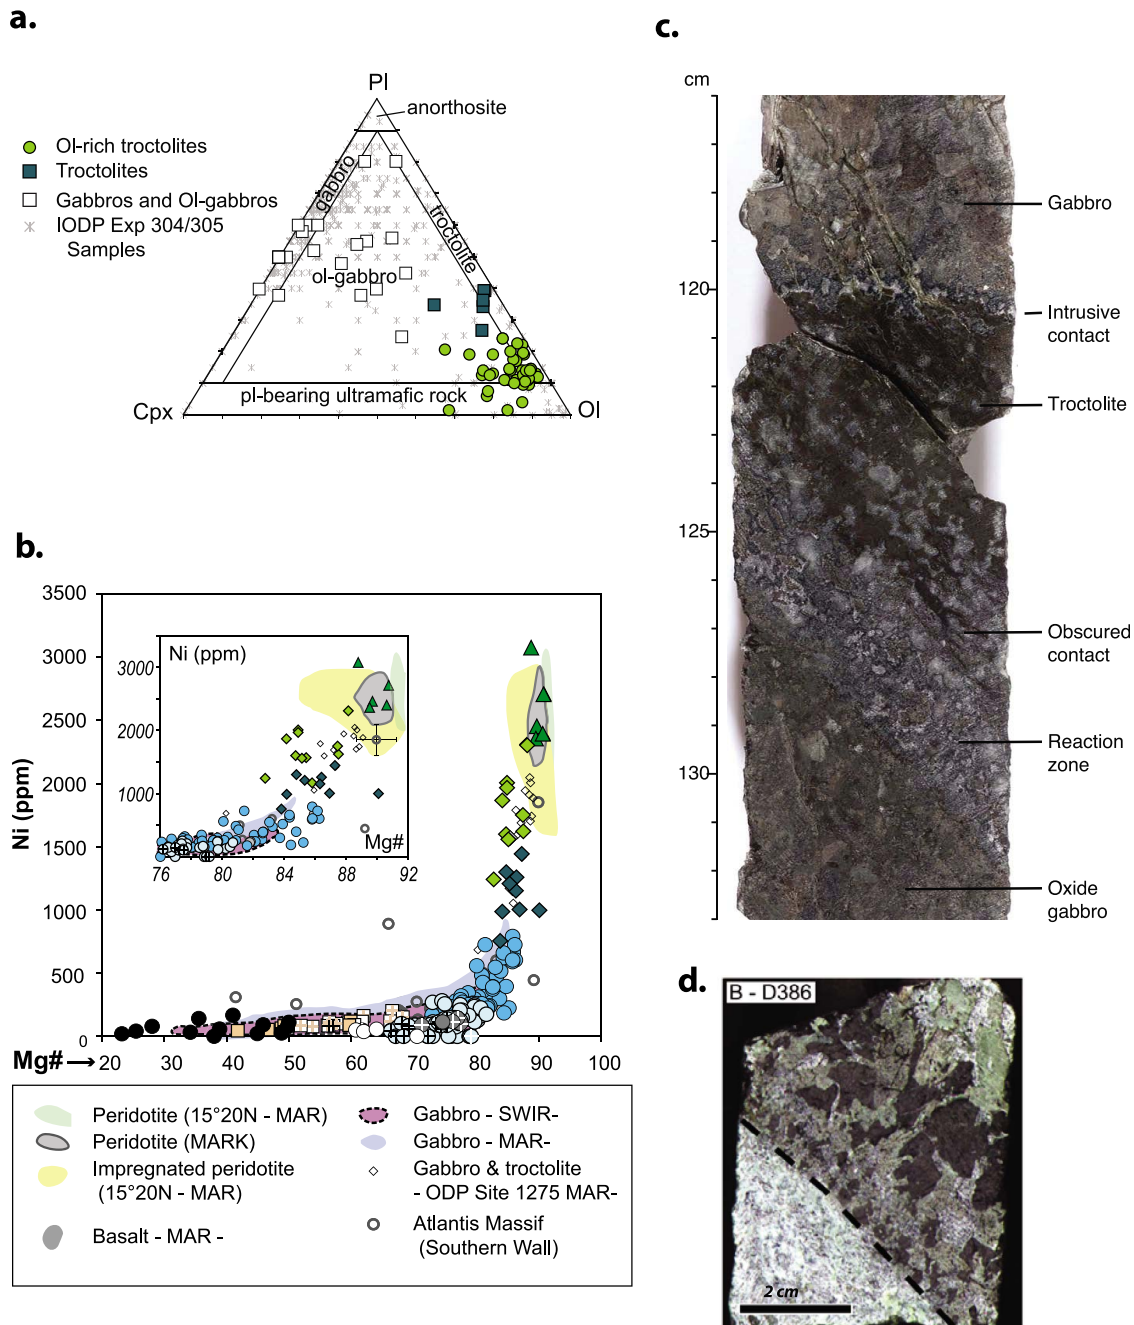 a.
Pl
anorthosite
Ol-rich troctolites
Troctolites
Gabbros and Ol-gabbros
IODP Exp 304/305
Samples
gabbro
troctolite
ol-gabbro
pl-bearing ultramafic rock
Cpx
Ol
b.
3500
3000
2500
2000
1500
1000
500
0
Ni (ppm)
Ni (ppm)
3000
2000
1000
Mg#
76
80
84
88
92
20
30
40
50
60
70
80
90
100
Mg#→
Peridotite (15°20N - MAR)
Peridotite (MARK)
Impregnated peridotite
(15°20N - MAR)
Basalt - MAR -
Gabbro - SWIR-
Gabbro - MAR-
Gabbro & troctolite
- ODP Site 1275 MAR-
Atlantis Massif
(Southern Wall)
c.
cm
120
125
130
Gabbro
Intrusive
contact
Troctolite
Obscured
contact
Reaction
zone
Oxide
gabbro
d.
B - D386
2 cm